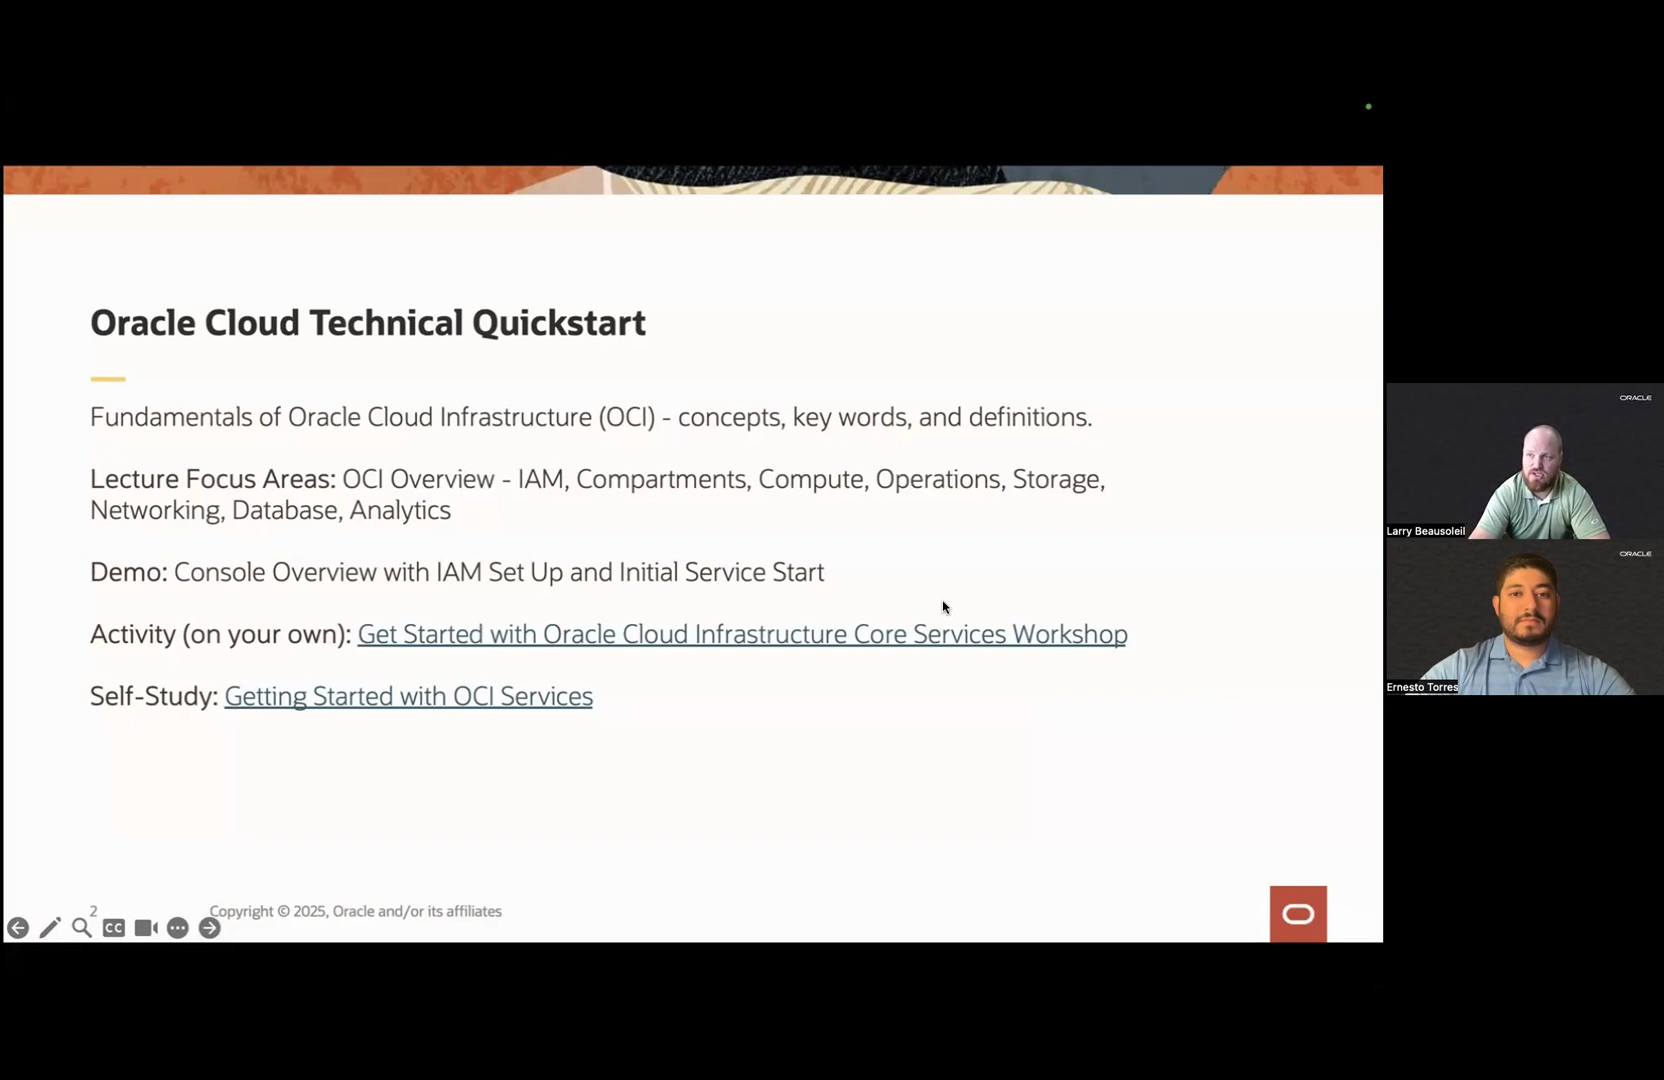 Oracle Cloud Technical Quickstart
Fundamentals of Oracle Cloud Infrastructure (OCI) - concepts, key words, and definitions.
Lecture Focus Areas: OCI Overview - IAM, Compartments, Compute, Operations, Storage,
Networking, Database, Analytics
Demo: Console Overview with IAM Set Up and Initial Service Start
Activity (on your own): Get Started with Oracle Cloud Infrastructure Core Services Workshop
Self-Study: Getting Started with OCI Services
2
Copyright © 2025, Oracle and/or its affiliates
CC
ORACLE
Larry Beausoleil
ORACLE
Ernesto Torres